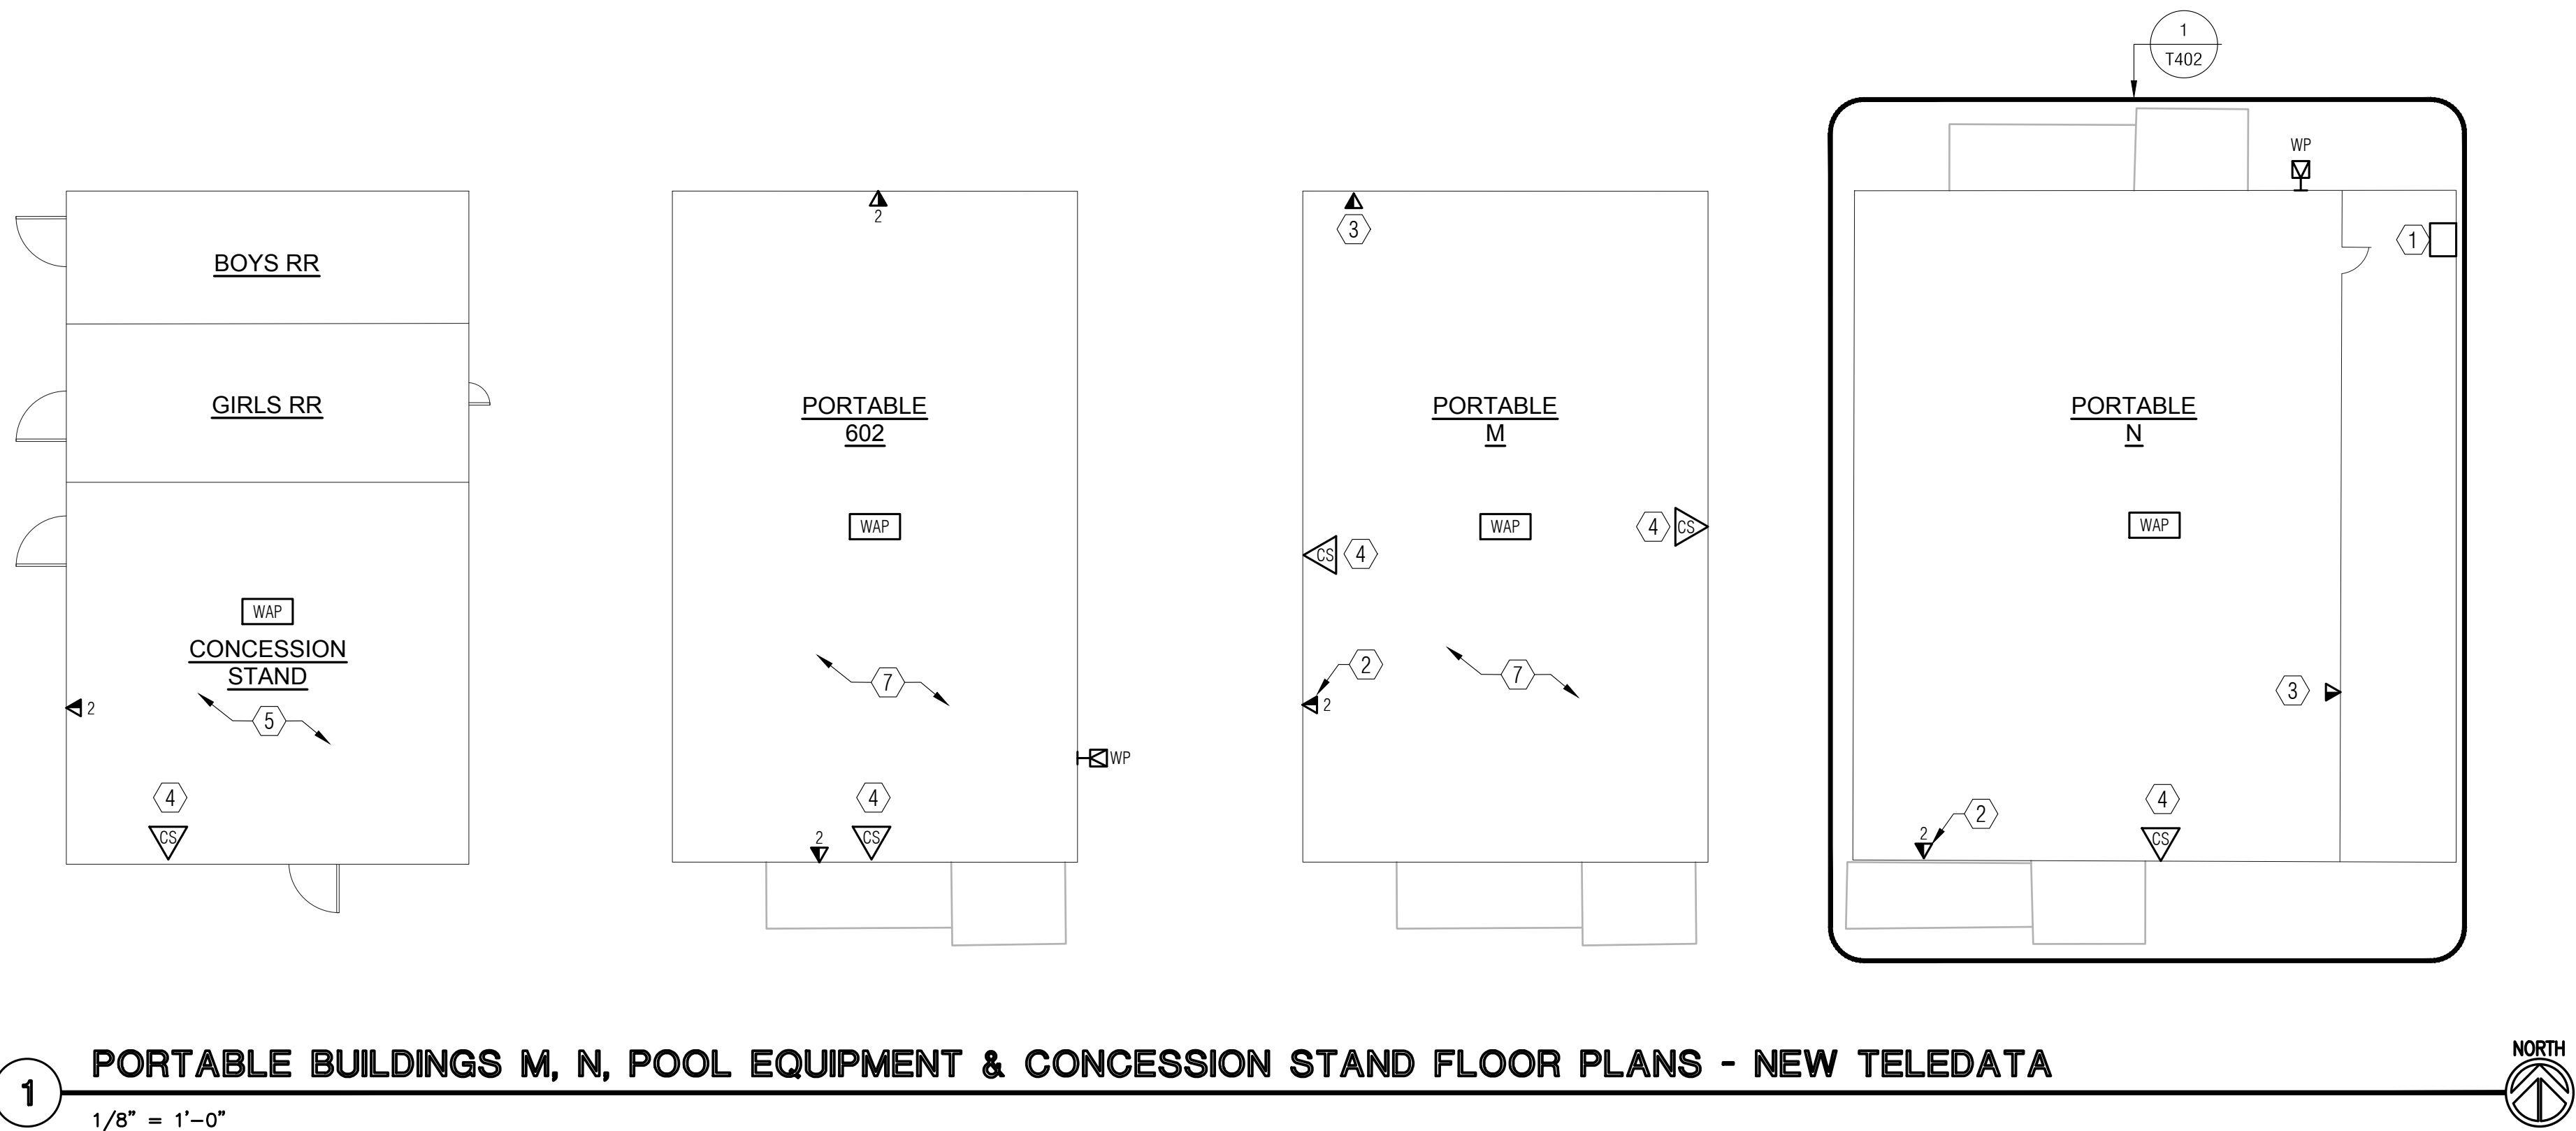 1
T402
WP
BOYS RR
GIRLS RR
WAP
CONCESSION
STAND
2
5
4
CS
2
PORTABLE
602
WAP
7
WP
4
2
CS
3
PORTABLE
M
WAP
4
CS
CS
4
2
2
7
1
PORTABLE
N
WAP
3
2
2
4
CS
1
PORTABLE BUILDINGS M, N, POOL EQUIPMENT & CONCESSION STAND FLOOR PLANS - NEW TELEDATA
1/8" = 1'-0"
NORTH